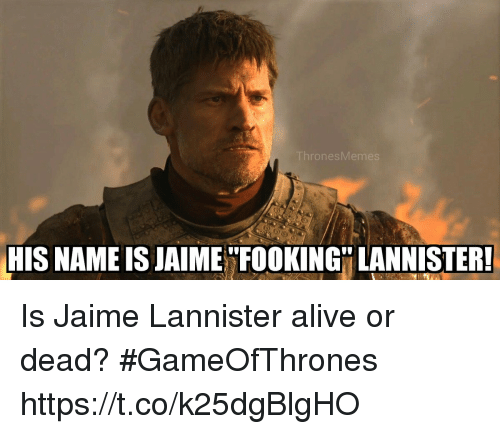 ThronesMemes
HIS NAME IS JAIME "FOOKING" LANNISTER!
Is Jaime Lannister alive or
dead? #GameOfThrones
https://t.co/k25dgBlgHO